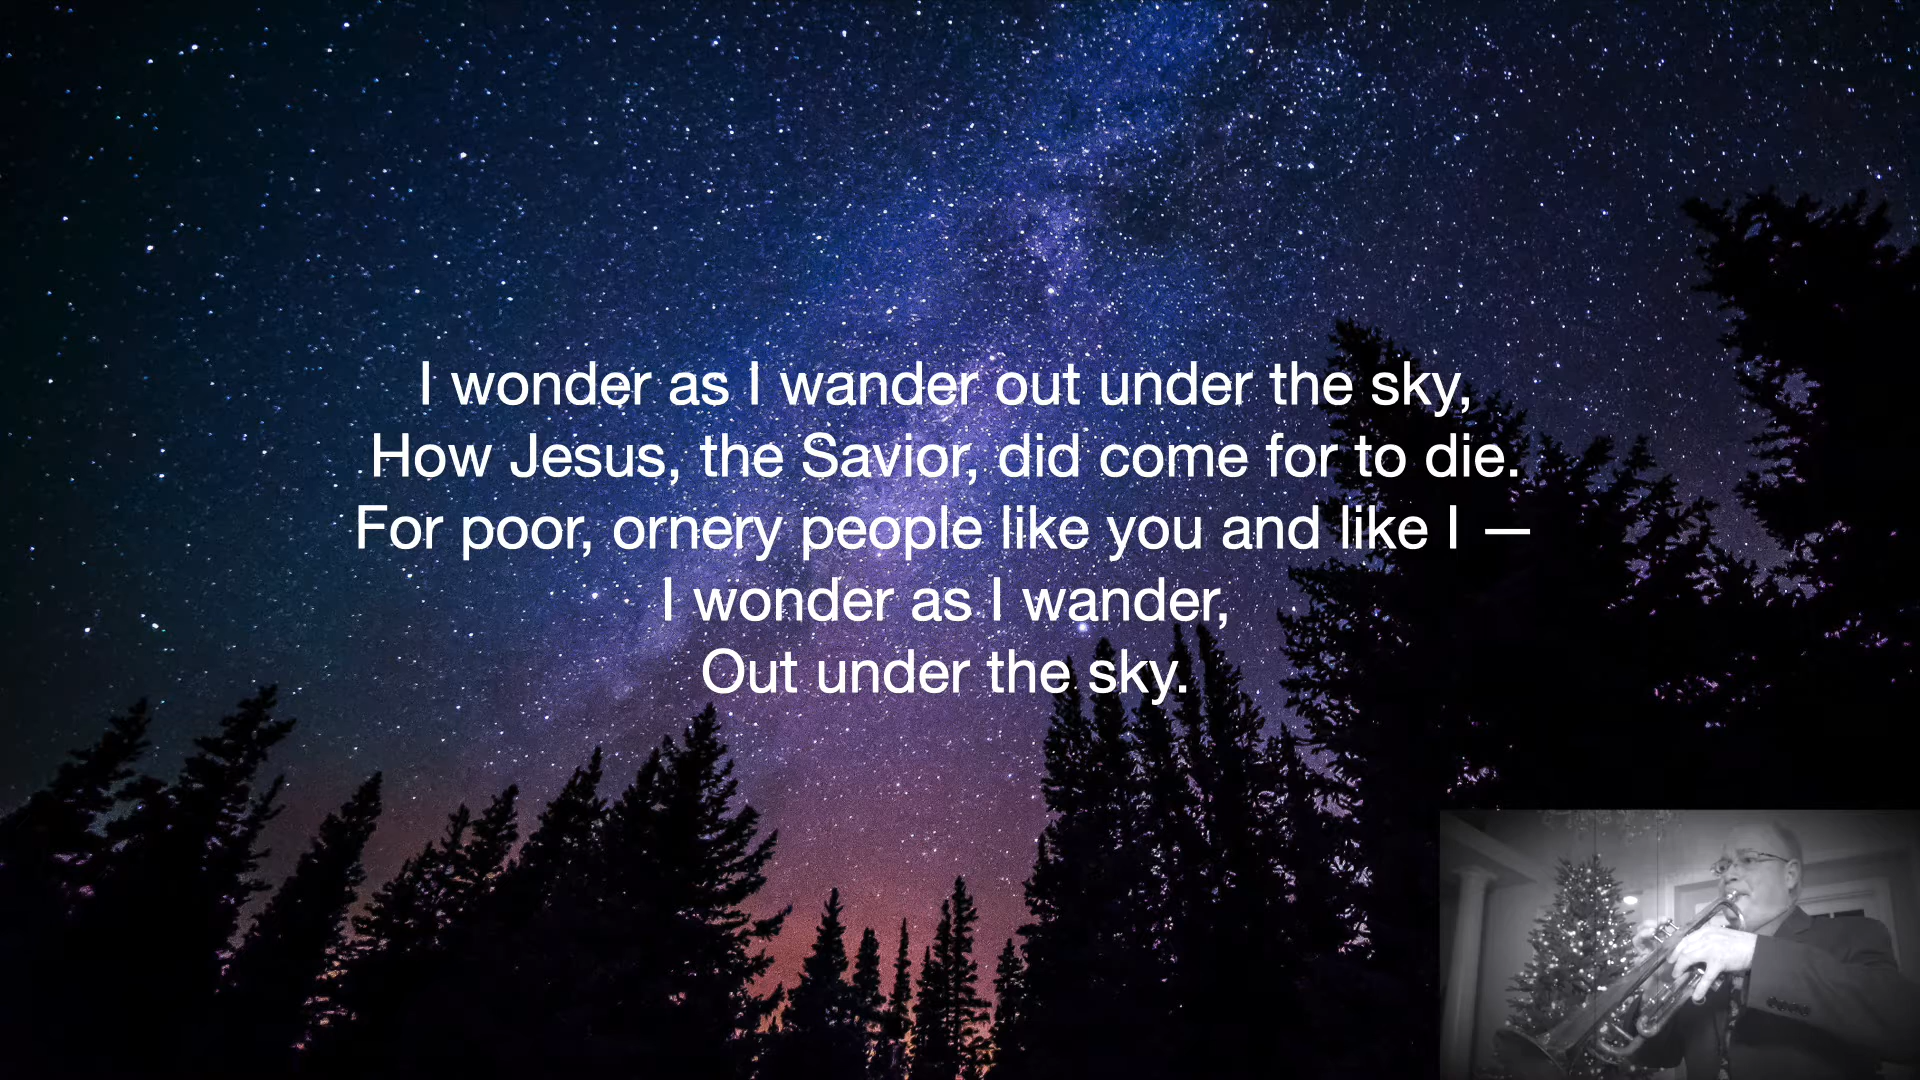 I wonder as I wander out under the sky,
How Jesus, the Savior, did come for to die.
For poor, ornery people like you and like I —
I wonder as I wander,
Out under the sky.